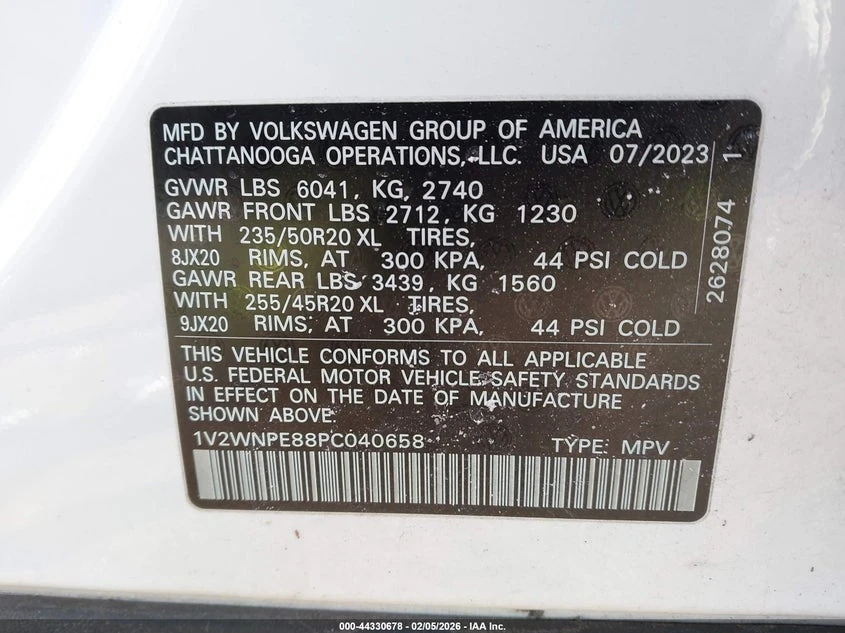 MFD BY VOLKSWAGEN GROUP OF AMERICA
CHATTANOOGA OPERATIONS, LLC. USA 07/2023
GVWR LBS 6041, KG, 2740
GAWR FRONT LBS 2712, KG 1230
WITH 235/50R20 XL TIRES,
8JX20 RIMS, AT 300 KPA, 44 PSI COLD
GAWR REAR LBS 3439, KG 1560
WITH 255/45R20 XL TIRES,
9JX20 RIMS, AT 300 KPA, 44 PSI COLD
THIS VEHICLE CONFORMS TO ALL APPLICABLE
U.S. FEDERAL MOTOR VEHICLE SAFETY STANDARDS
IN EFFECT ON THE DATE OF MANUFACTURE
SHOWN ABOVE.
1V2WNPE88PC040658 TYPE: MPV
2628074 1
000-44330678 - 02/05/2026 - IAA Inc.